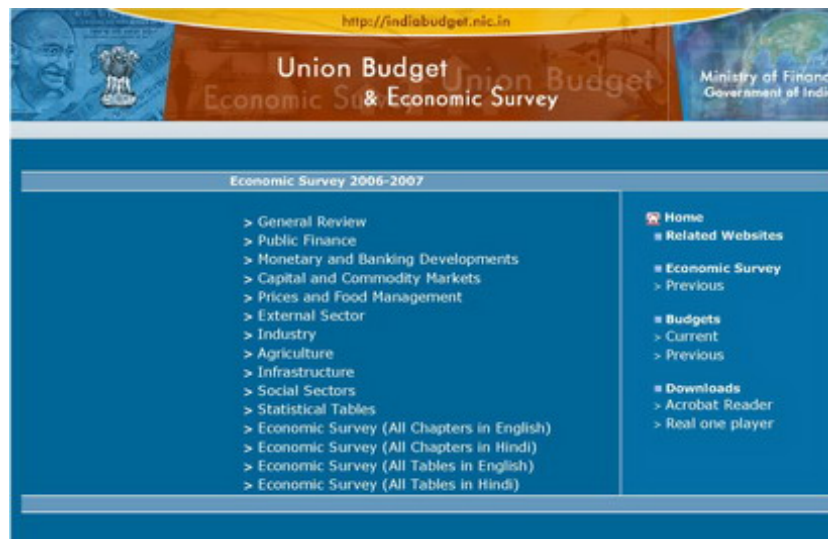 http://indiabudget.nic.in
Union Budget
& Economic Survey
Union Budget
Economic
Ministry of
Government of
Economic Survey 2006-2007
> General Review
> Public Finance
> Monetary and Banking Developments
> Capital and Commodity Markets
> Prices and Food Management
> External Sector
> Industry
> Agriculture
> Infrastructure
> Social Sectors
> Statistical Tables
> Economic Survey (All Chapters in English)
> Economic Survey (All Chapters in Hindi)
> Economic Survey (All Tables in English)
> Economic Survey (All Tables in Hindi)
Home
Related Websites
Economic Survey
> Previous
Budgets
> Current
> Previous
Downloads
> Acrobat Reader
> Real one player